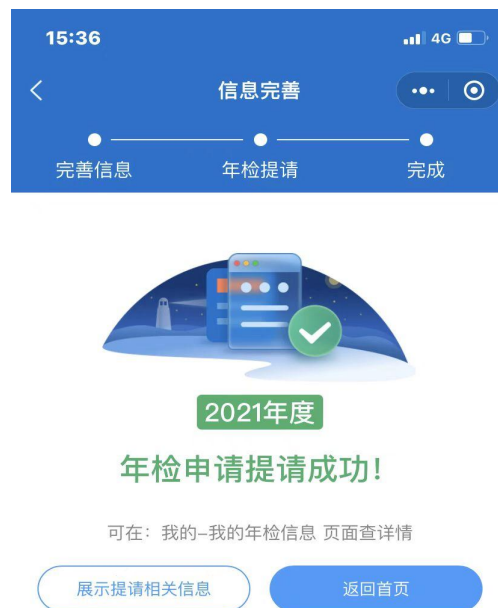 15:36 4G
信息完善
完善信息 年检提请 完成
2021年度
年检申请提请成功!
可在：我的-我的年检信息 页面查详情
展示提请相关信息 返回首页